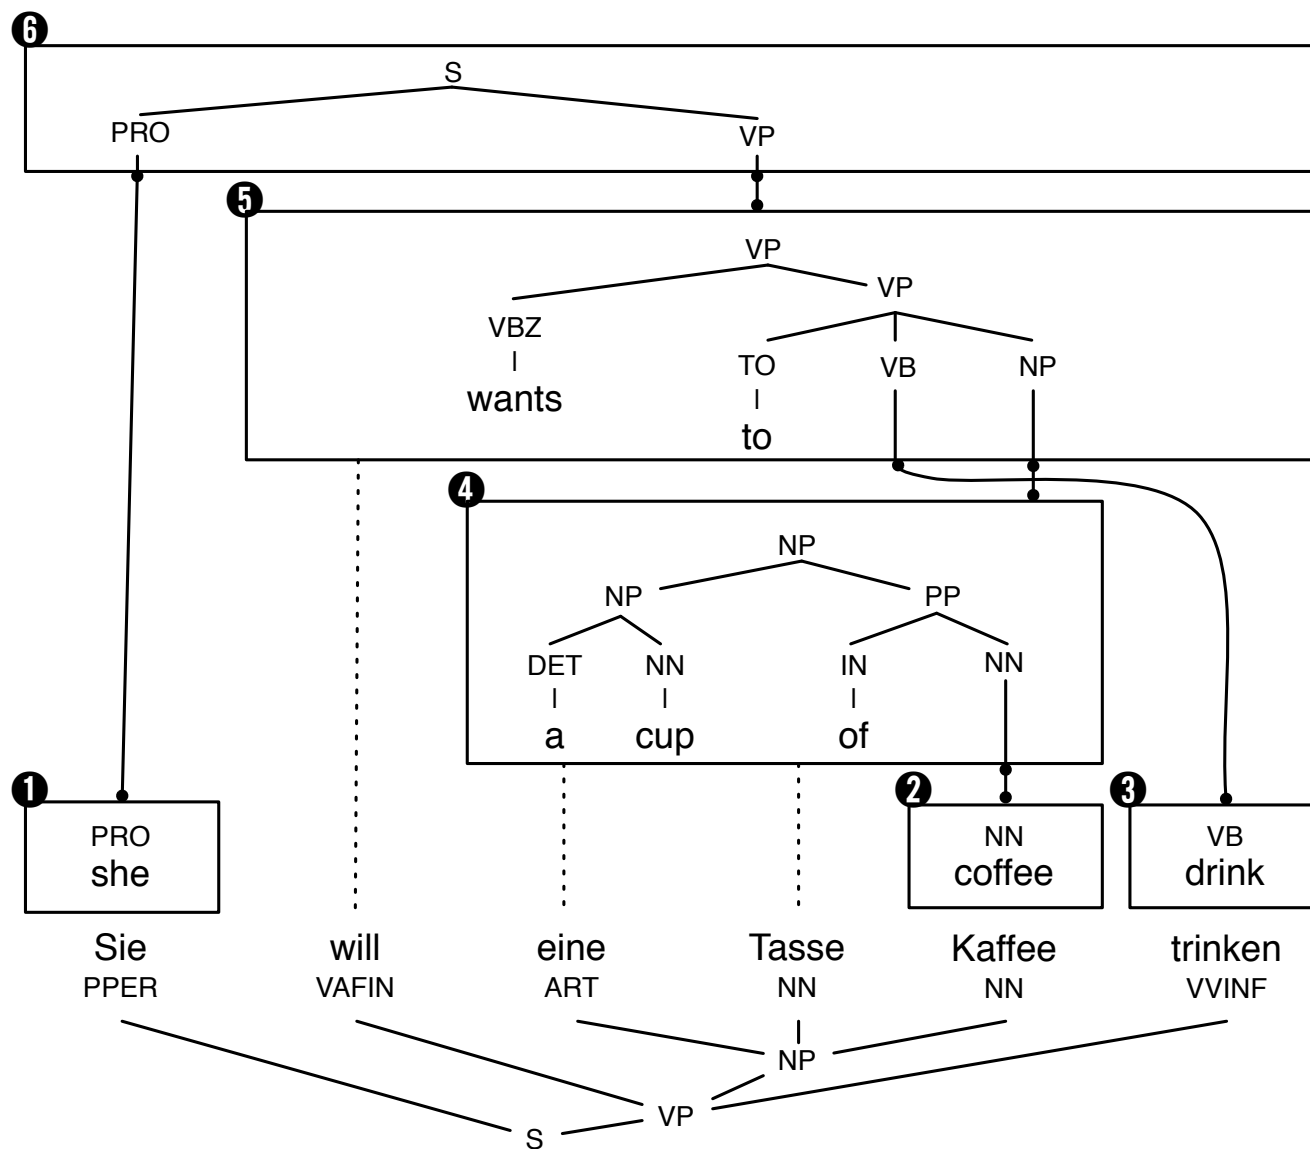 6
S
PRO VP
5
VP
VP
VBZ TO VB NP
wants
to
4
NP
NP PP
DET NN IN NN
a cup of
1 2 3
PRO NN VB
she coffee drink
Sie will eine Tasse Kaffee trinken
PPER VAFIN ART NN NN VVINF
NP
VP
S